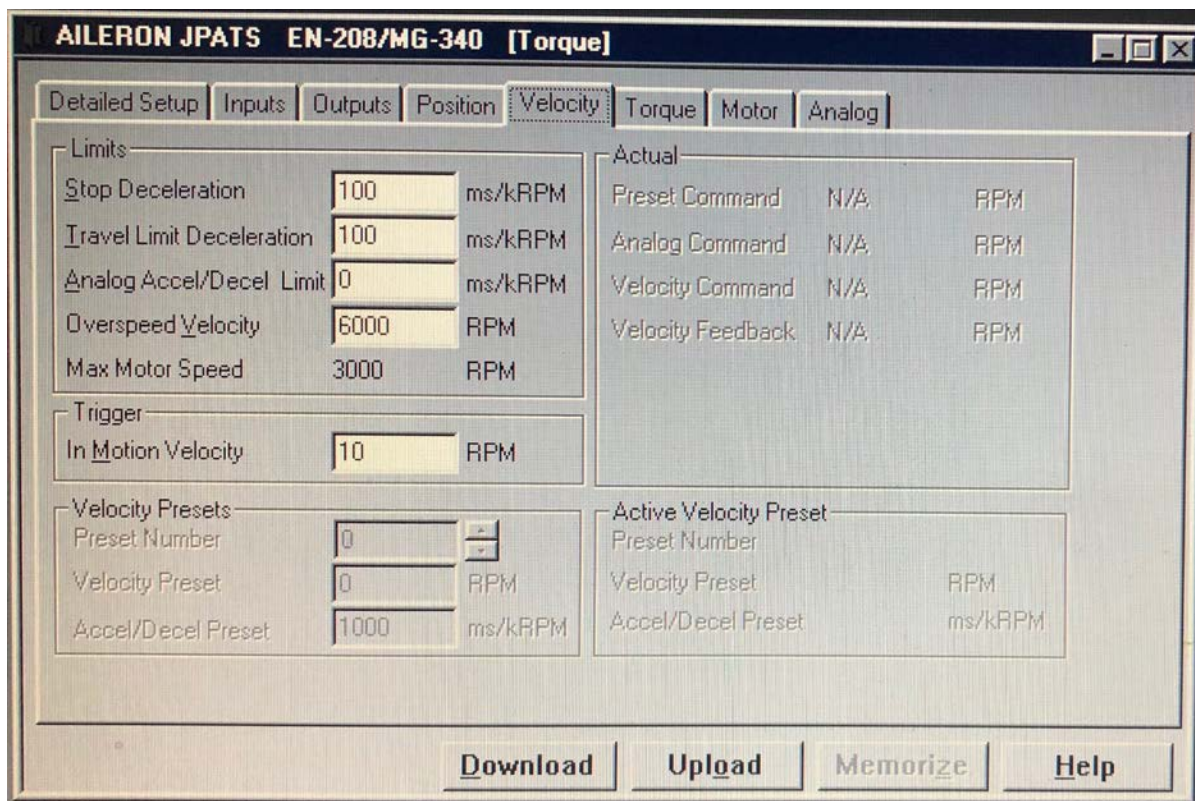 AILERON JPATS EN-208/MG-340 [Torque]
Detailed Setup Inputs Outputs Position Velocity Torque Motor Analog
Limits
Stop Deceleration 100 ms/kRPM
Travel Limit Deceleration 100 ms/kRPM
Analog Accel/Decel Limit 0 ms/kRPM
Overspeed Velocity 6000 RPM
Max Motor Speed 3000 RPM
Trigger
In Motion Velocity 10 RPM
Velocity Presets
Preset Number 0
Velocity Preset 0 RPM
Accel/Decel Preset 1000 ms/kRPM
Actual
Preset Command N/A RPM
Analog Command N/A RPM
Velocity Command N/A RPM
Velocity Feedback N/A RPM
Active Velocity Preset
Preset Number
Velocity Preset RPM
Accel/Decel Preset ms/kRPM
Download Upload Memorize Help